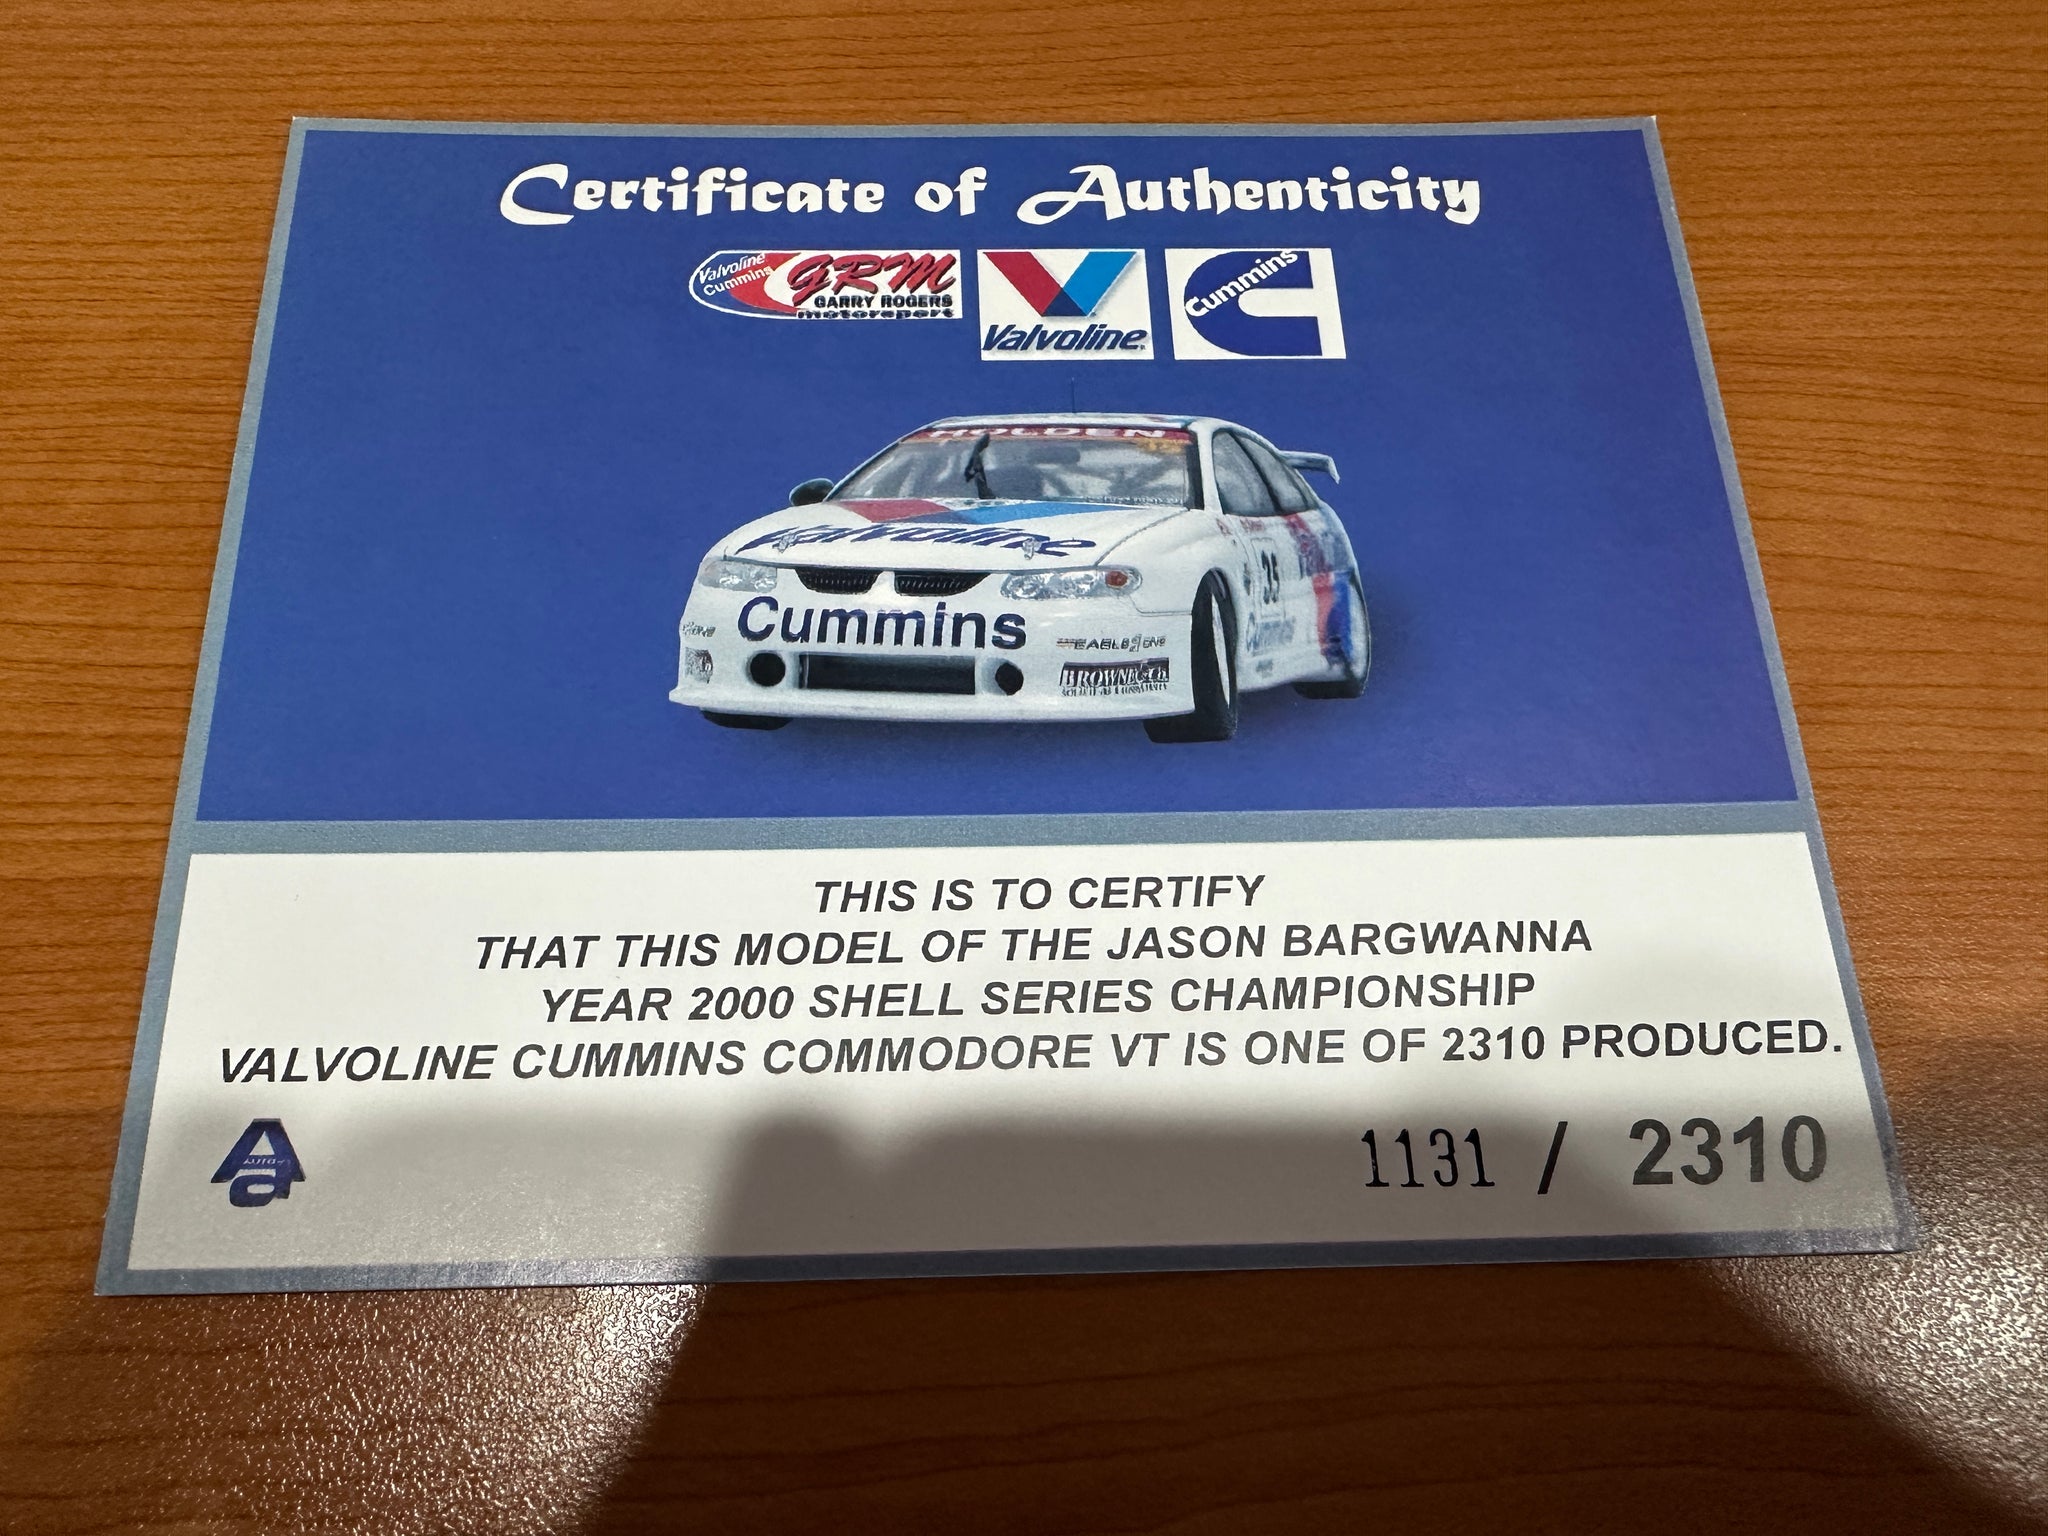 Certificate of Authenticity
Valvoline
Cummins
GRM
GARRY ROGERS
motorsport
Valvoline
Cummins
HOLDEN
Valvoline
35
Cummins
Cummins
THIS IS TO CERTIFY
THAT THIS MODEL OF THE JASON BARGWANNA
YEAR 2000 SHELL SERIES CHAMPIONSHIP
VALVOLINE CUMMINS COMMODORE VT IS ONE OF 2310 PRODUCED.
1131 / 2310